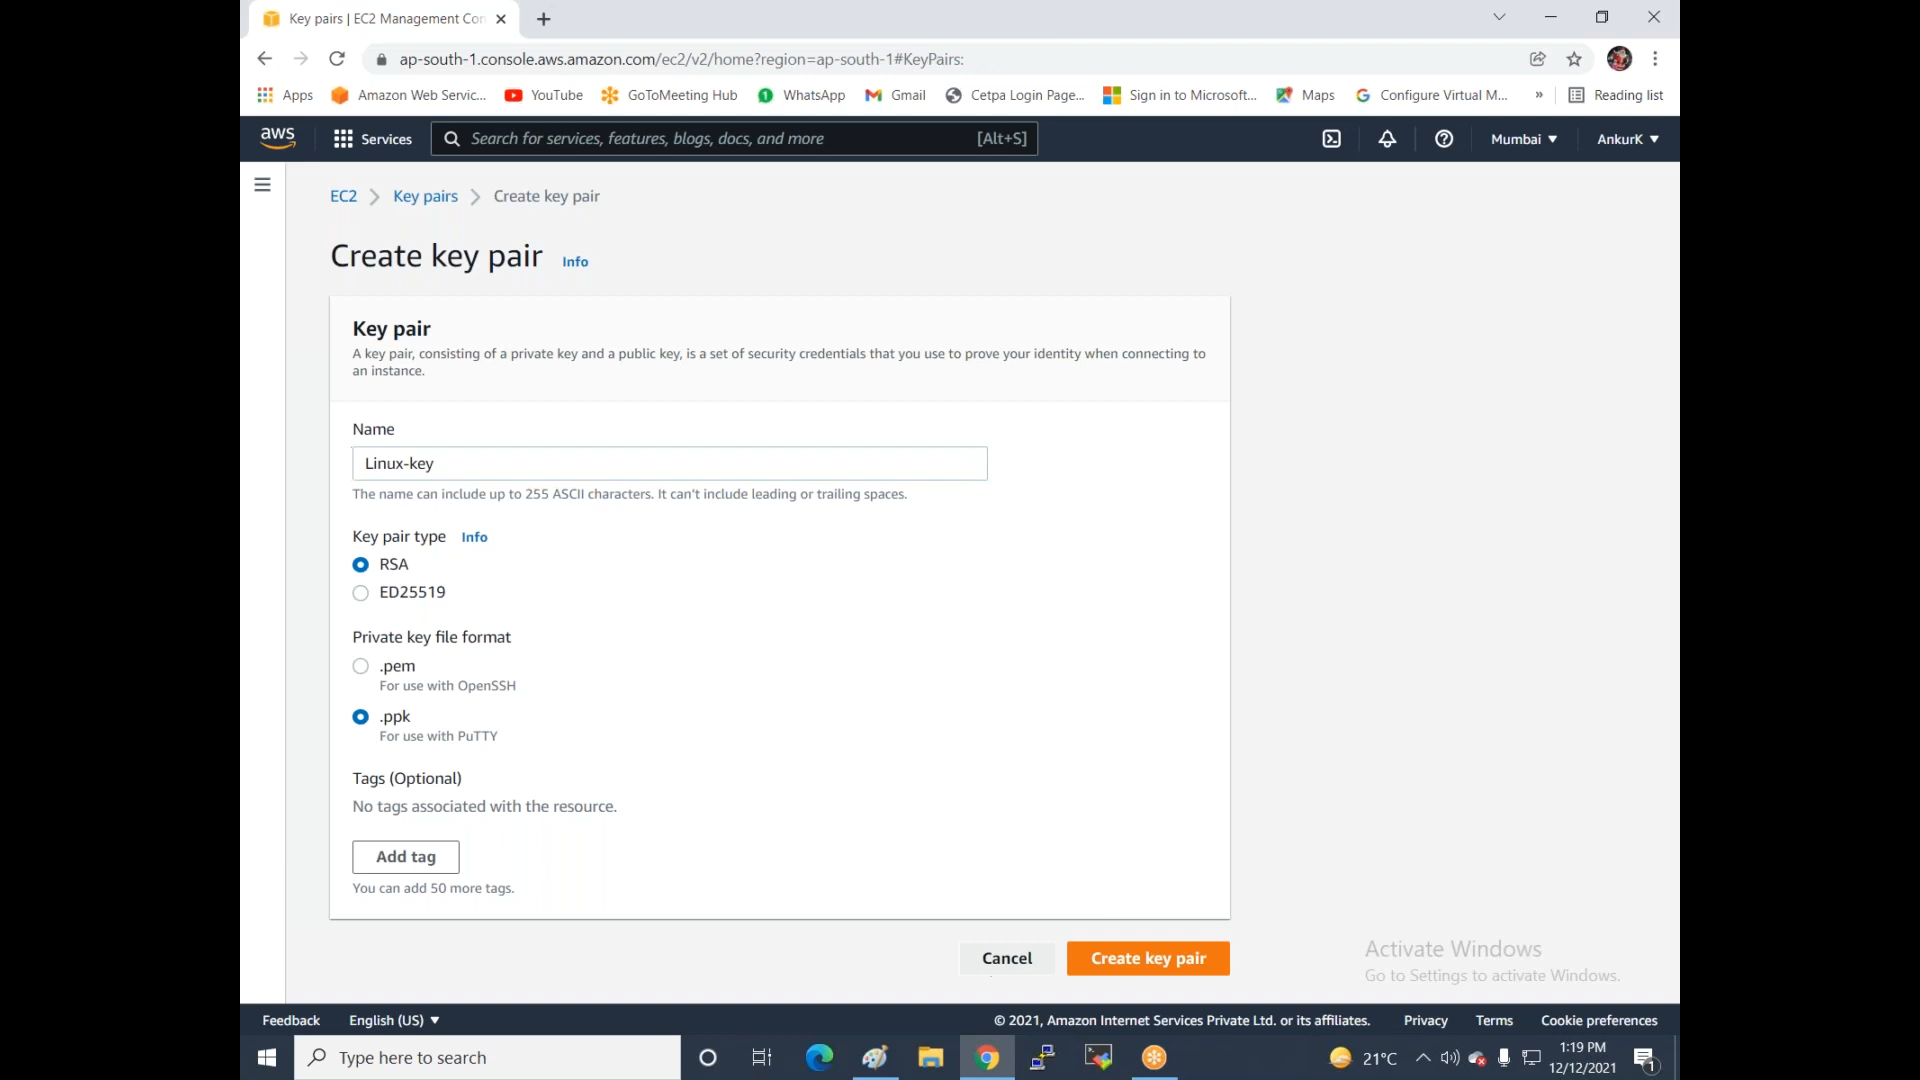 Key pairs | EC2 Management Con
ap-south-1.console.aws.amazon.com/ec2/v2/home?region=ap-south-1#KeyPairs:
Apps
Amazon Web Servic...
YouTube
GoToMeeting Hub
1
WhatsApp
Gmail
Cetpa Login Page...
Sign in to Microsoft...
Maps
Configure Virtual M...
»
Reading list
aws
Services
Search for services, features, blogs, docs, and more
[Alt+S]
Mumbai
AnkurK
EC2
Key pairs
Create key pair
Create key pair Info
Key pair
A key pair, consisting of a private key and a public key, is a set of security credentials that you use to prove your identity when connecting to
an instance.
Name
Linux-key
The name can include up to 255 ASCII characters. It can't include leading or trailing spaces.
Key pair type Info
RSA
ED25519
Private key file format
.pem
For use with OpenSSH
.ppk
For use with PuTTY
Tags (Optional)
No tags associated with the resource.
Add tag
You can add 50 more tags.
Cancel
Create key pair
Activate Windows
Go to Settings to activate Windows.
Feedback
English (US)
© 2021, Amazon Internet Services Private Ltd. or its affiliates.
Privacy
Terms
Cookie preferences
Type here to search
21°C
1:19 PM
12/12/2021
1